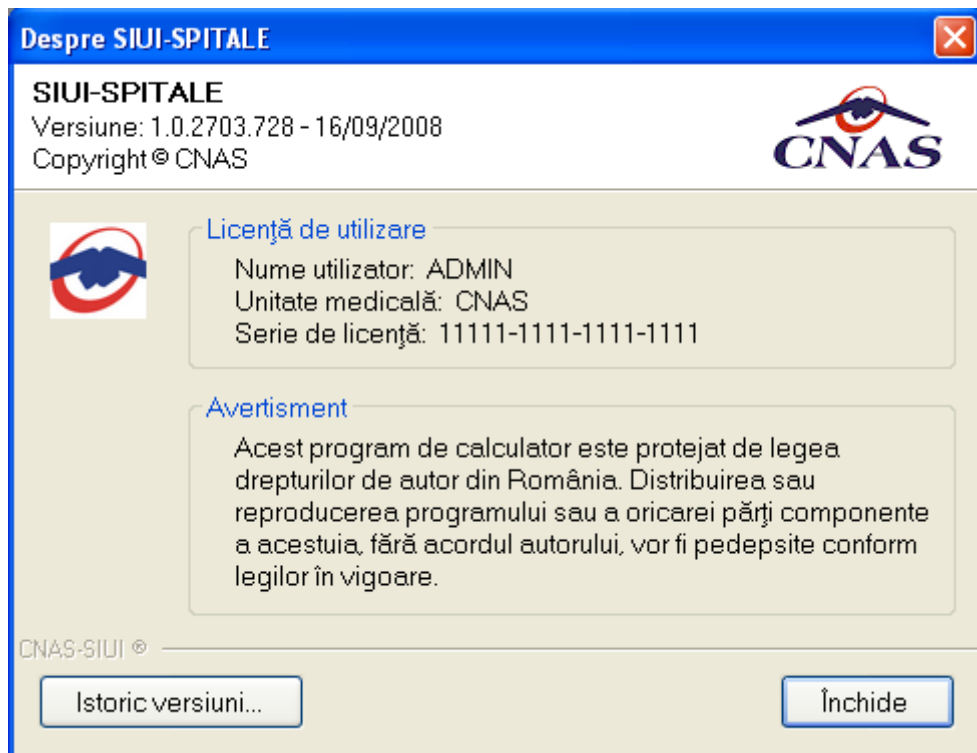 Despre SIUI-SPITALE
SIUI-SPITALE
Versiune: 1.0.2703.728 - 16/09/2008
Copyright © CNAS
CNAS
Licenţă de utilizare
Nume utilizator: ADMIN
Unitate medicală: CNAS
Serie de licenţă: 11111-1111-1111-1111
Avertisment
Acest program de calculator este protejat de legea
drepturilor de autor din România. Distribuirea sau
reproducerea programului sau a oricarei părţi componente
a acestuia, fără acordul autorului, vor fi pedepsite conform
legilor în vigoare.
CNAS-SIUI ®
Istoric versiuni...
Închide